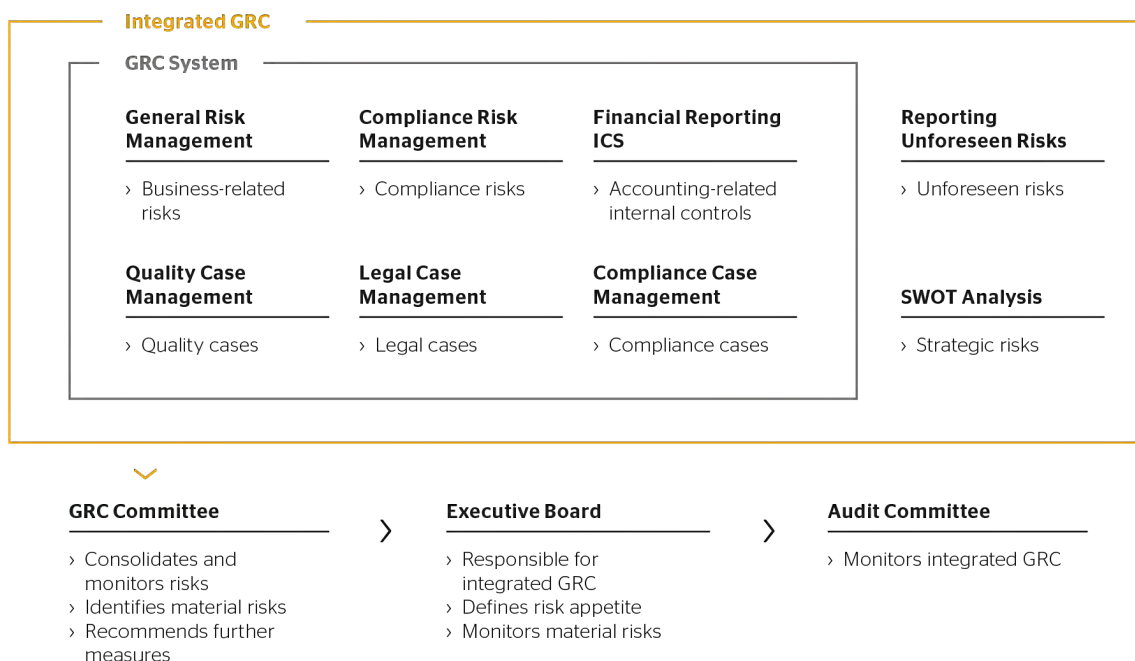 Integrated GRC
GRC System
General Risk
Management
› Business-related
risks
Compliance Risk
Management
› Compliance risks
Financial Reporting
ICS
› Accounting-related
internal controls
Reporting
Unforeseen Risks
› Unforeseen risks
Quality Case
Management
› Quality cases
Legal Case
Management
› Legal cases
Compliance Case
Management
› Compliance cases
SWOT Analysis
› Strategic risks
GRC Committee
› Consolidates and
monitors risks
› Identifies material risks
› Recommends further
measures
Executive Board
› Responsible for
integrated GRC
› Defines risk appetite
› Monitors material risks
Audit Committee
› Monitors integrated GRC